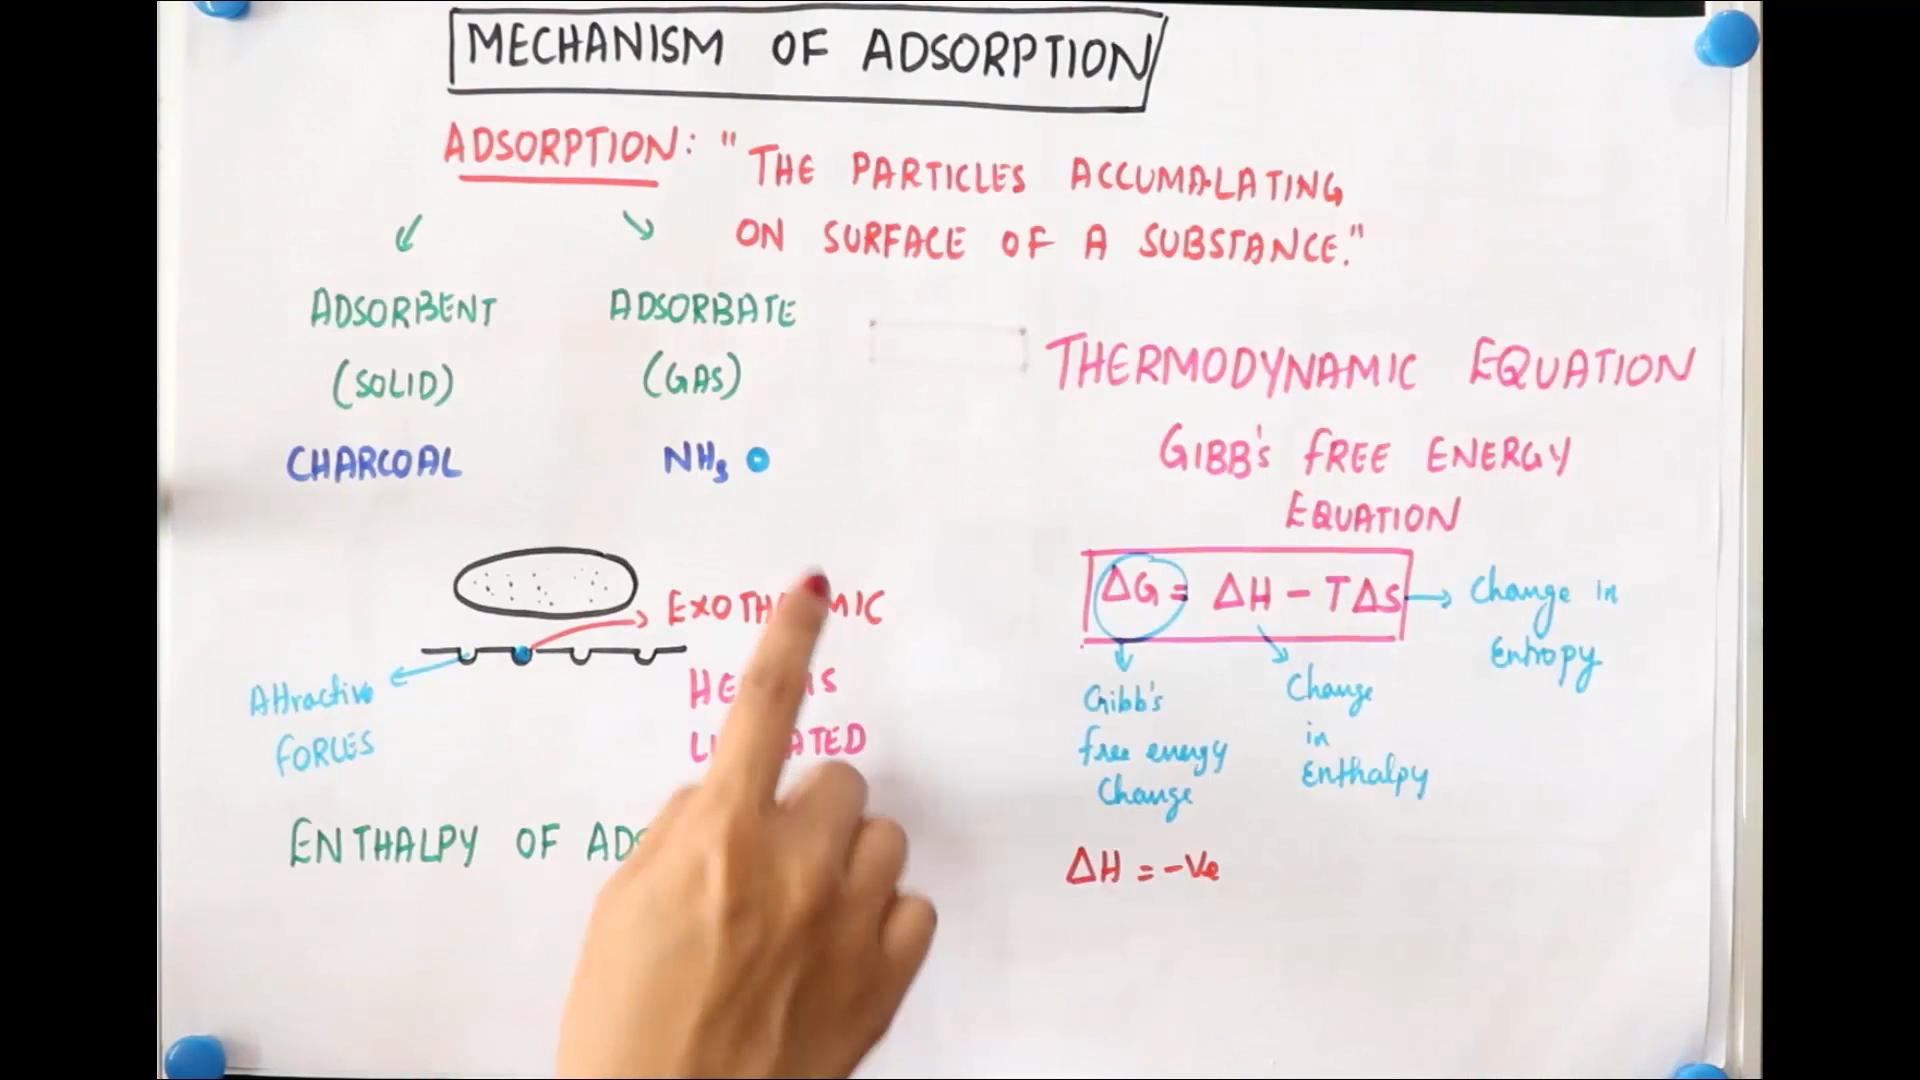 MECHANISM OF ADSORPTION
ADSORPTION: "THE PARTICLES ACCUMALATING
ON SURFACE OF A SUBSTANCE."
ADSORBENT
(SOLID)
CHARCOAL
ADSORBATE
(GAS)
NH3
Attractive
FORCES
IS
ENTHALPY OF
THERMODYNAMIC EQUATION
GIBB's FREE ENERGY
EQUATION
ΔG = ΔH - TΔS
Change in
Entropy
Gibb's
free energy
Change
Change
in
Enthalpy
ΔH = -Ve